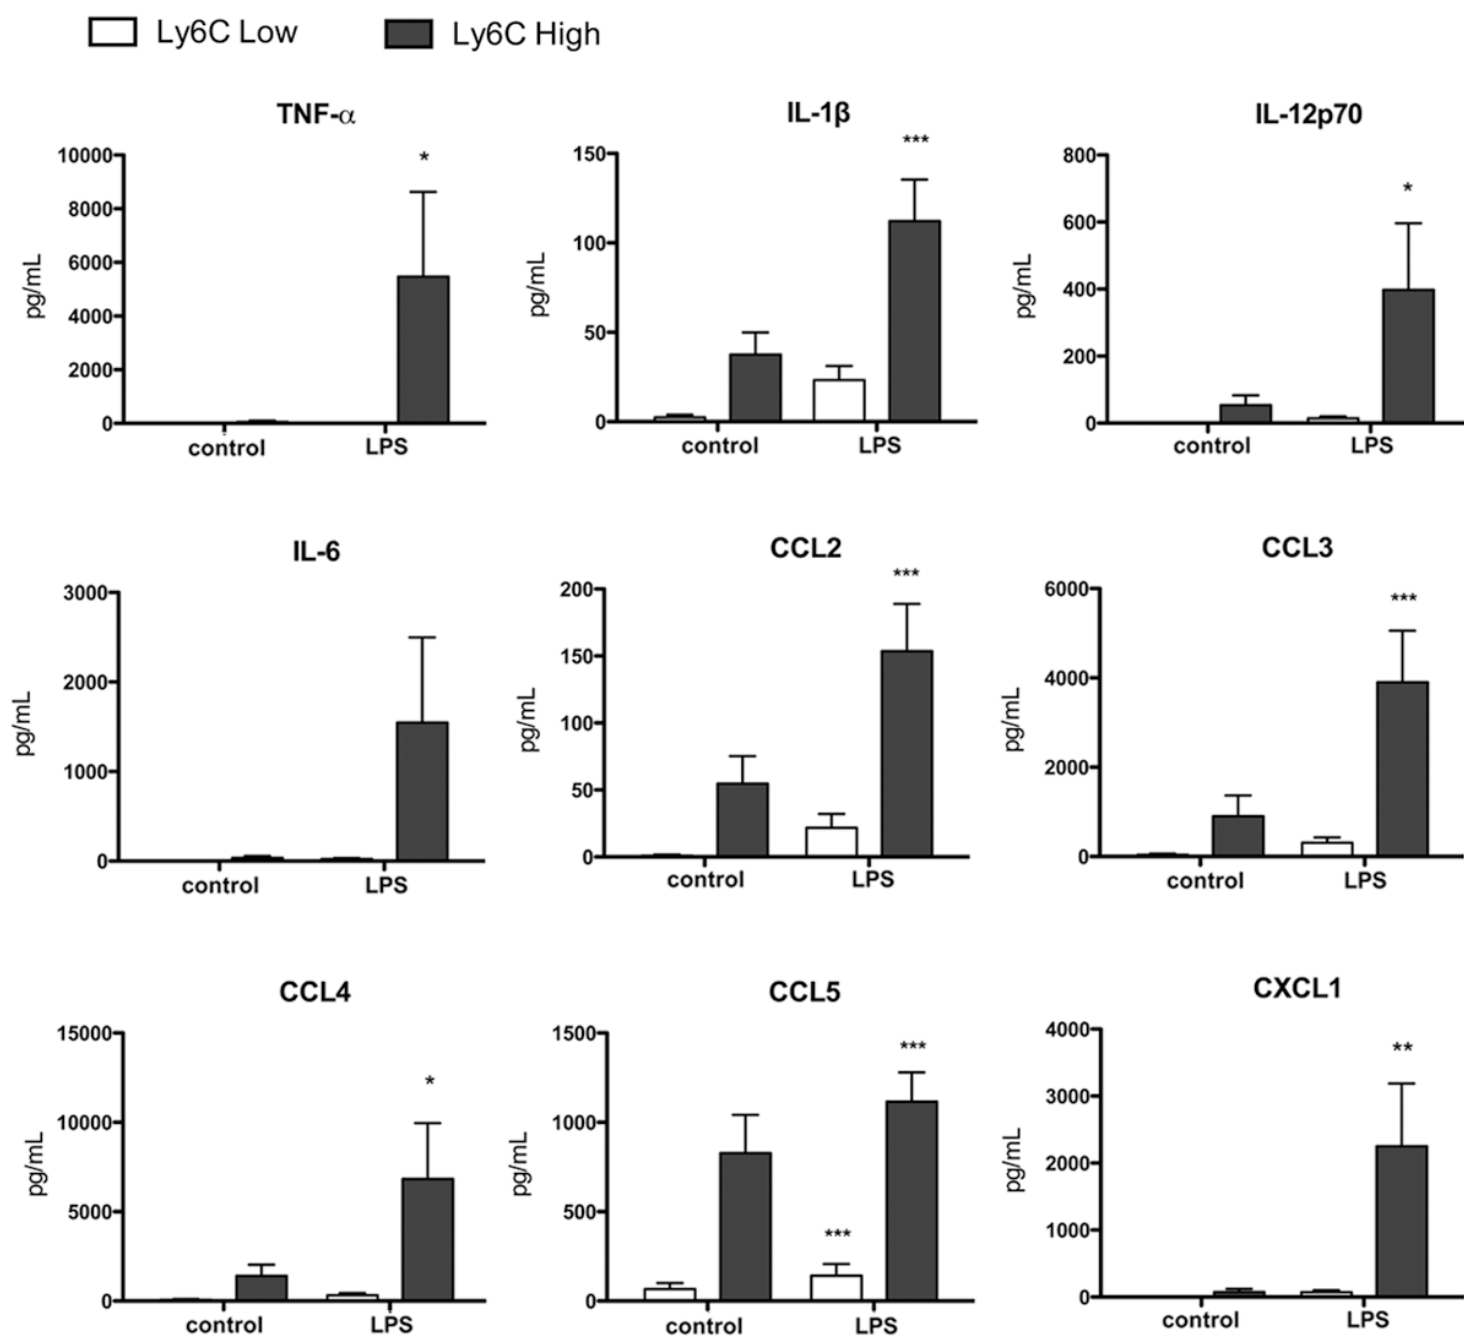 Ly6C Low Ly6C High
TNF-α
10000
8000
6000
4000
2000
0
pg/mL
*
control LPS
IL-1β
150
100
50
0
pg/mL
***
control LPS
IL-12p70
800
600
400
200
0
pg/mL
*
control LPS
IL-6
3000
2000
1000
0
pg/mL
control LPS
CCL2
200
150
100
50
0
pg/mL
***
control LPS
CCL3
6000
4000
2000
0
pg/mL
***
control LPS
CCL4
15000
10000
5000
0
pg/mL
*
control LPS
CCL5
1500
1000
500
0
pg/mL
***
***
control LPS
CXCL1
4000
3000
2000
1000
0
pg/mL
**
control LPS